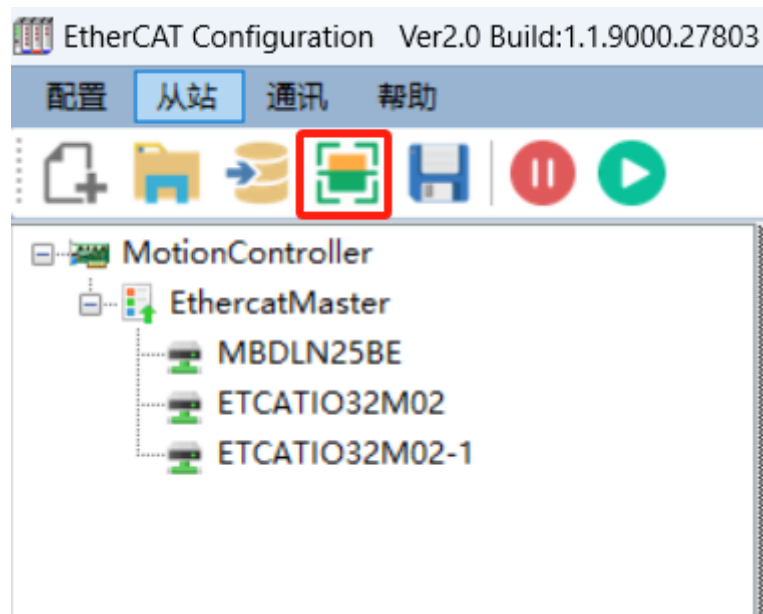 EtherCAT Configuration Ver2.0 Build:1.1.9000.27803
配置 从站 通讯 帮助
MotionController
EthercatMaster
MBDLN25BE
ETCATIO32M02
ETCATIO32M02-1